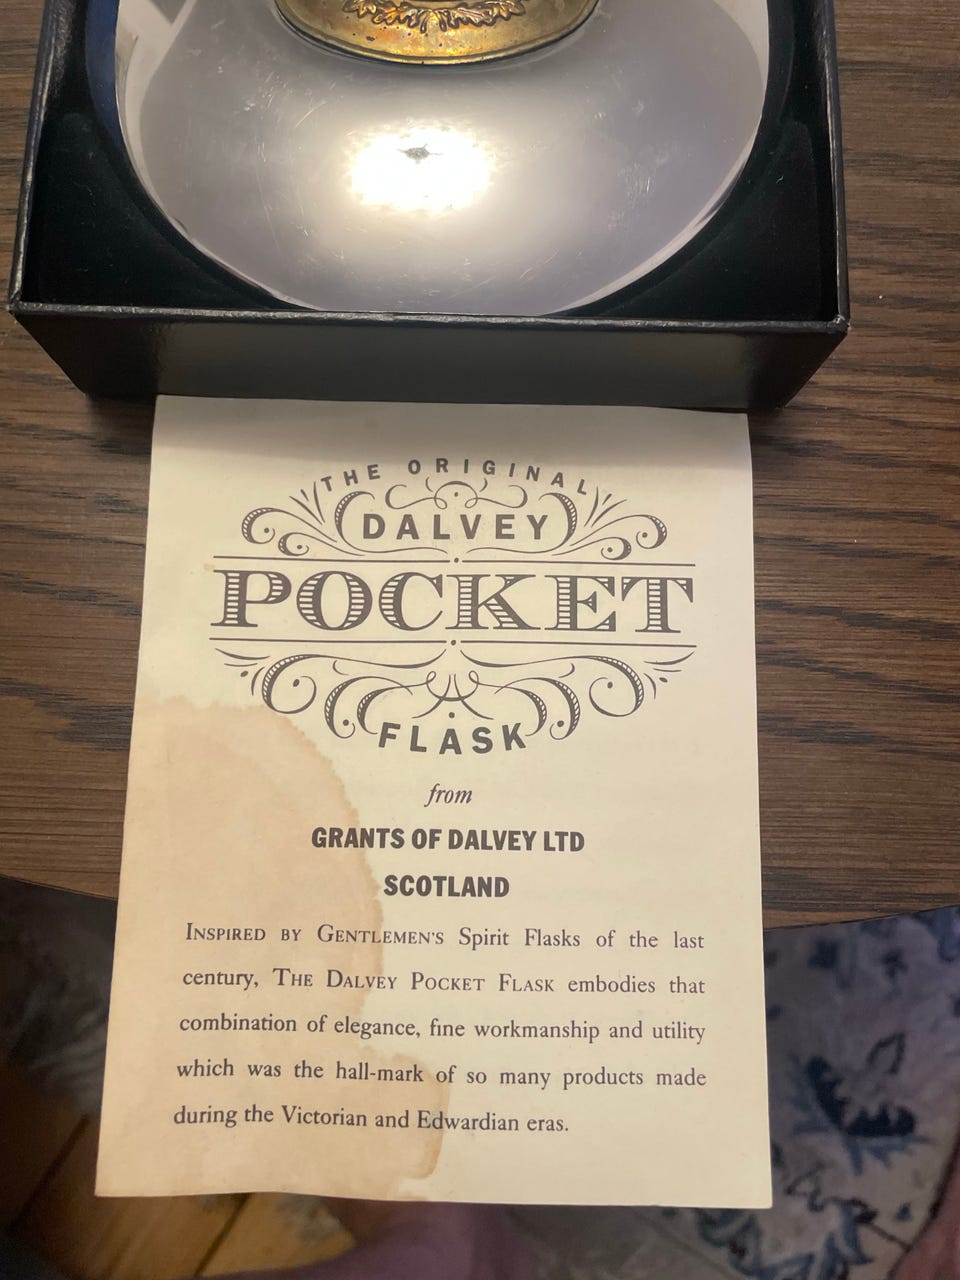 THE ORIGINAL
DALVEY
POCKET
FLASK
from
GRANTS OF DALVEY LTD
SCOTLAND
INSPIRED BY GENTLEMEN'S Spirit Flasks of the last
century, THE DALVEY POCKET FLASK embodies that
combination of elegance, fine workmanship and utility
which was the hall-mark of so many products made
during the Victorian and Edwardian eras.